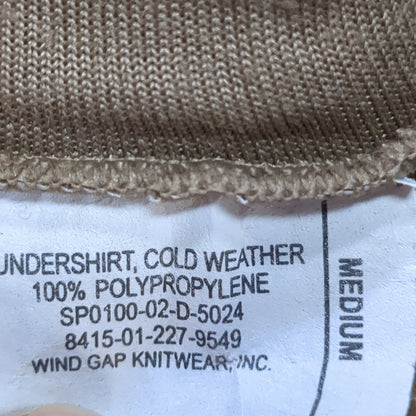 UNDERSHIRT, COLD WEATHER
100% POLYPROPYLENE
SP0100-02-D-5024
8415-01-227-9549
WIND GAP KNITWEAR, INC.
MEDIUM